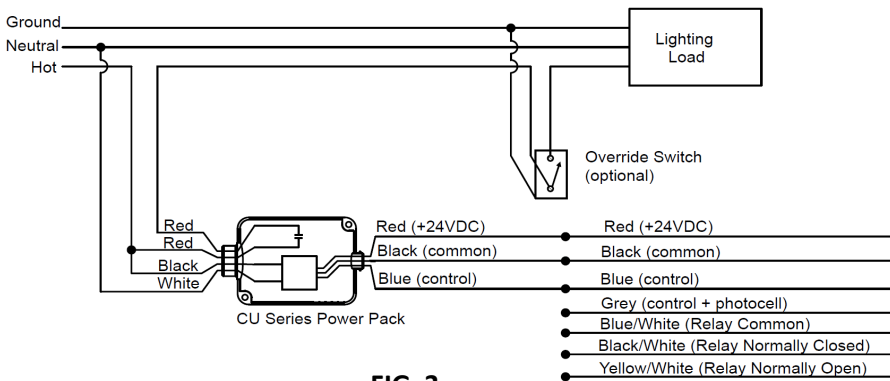 Ground
Neutral
Hot
Lighting
Load
Override Switch
(optional)
Red
Red
Black
White
CU Series Power Pack
Red (+24VDC)
Black (common)
Blue (control)
Red (+24VDC)
Black (common)
Blue (control)
Grey (control + photocell)
Blue/White (Relay Common)
Black/White (Relay Normally Closed)
Yellow/White (Relay Normally Open)